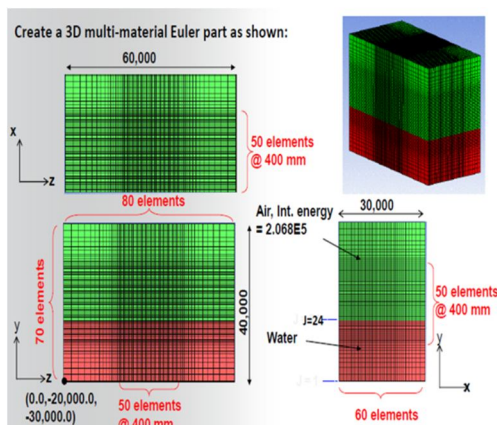 Create a 3D multi-material Euler part as shown:
60,000
x
z
50 elements
@ 400 mm
80 elements
Air, Int. energy
= 2.068E5
30,000
70 elements
40,000
50 elements
@ 400 mm
J=24
Water
y
z
y
x
(0.0,-20,000.0,
-30,000.0)
50 elements
@ 400 mm
60 elements